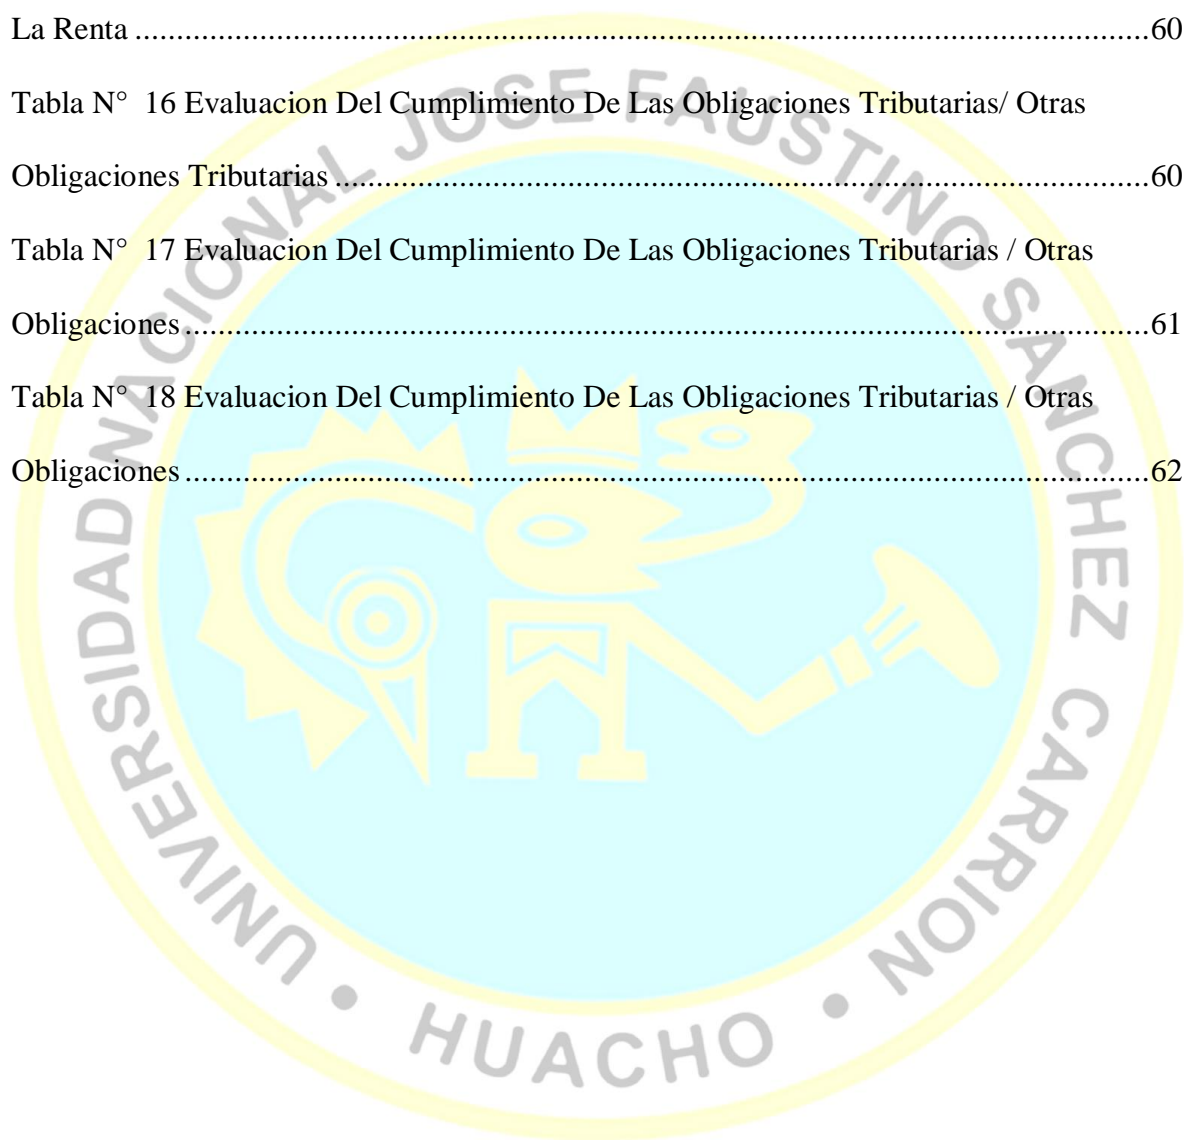 La Renta ........................................................................................................................60
Tabla N° 16 Evaluacion Del Cumplimiento De Las Obligaciones Tributarias/ Otras
Obligaciones Tributarias ................................................................................................60
Tabla N° 17 Evaluacion Del Cumplimiento De Las Obligaciones Tributarias / Otras
Obligaciones ..................................................................................................................61
Tabla N° 18 Evaluacion Del Cumplimiento De Las Obligaciones Tributarias / Otras
Obligaciones ..................................................................................................................62
UNIVERSIDAD NACIONAL JOSE FAUSTINO SANCHEZ CARRION • HUACHO •